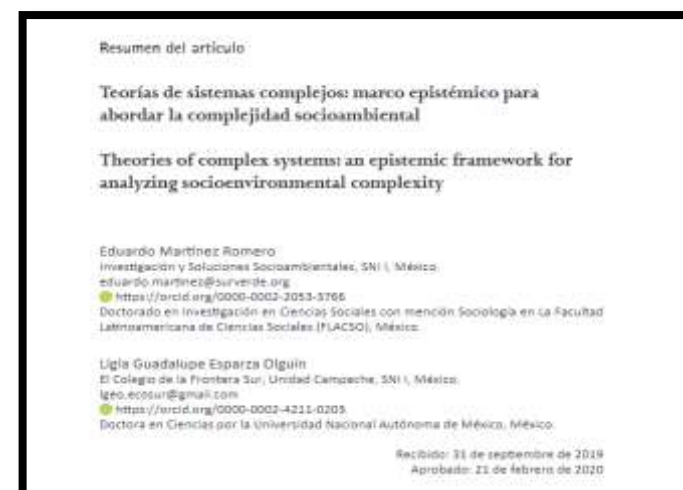 Resumen del artículo
Teorías de sistemas complejos: marco epistémico para
abordar la complejidad socioambiental
Theories of complex systems: an epistemic framework for
analyzing socioenvironmental complexity
Eduardo Martínez Romero
Investigación y Soluciones Socioambientales, SNI I, México.
eduardo.martinez@surverde.org
https://orcid.org/0000-0002-2053-3766
Doctorado en Investigación en Ciencias Sociales con mención Sociología en La Facultad
Latinoamericana de Ciencias Sociales (FLACSO), México.
Ligia Guadalupe Esparza Olguín
El Colegio de la Frontera Sur, Unidad Campeche, SNI I, México.
lgeo.ecosur@gmail.com
https://orcid.org/0000-0002-4211-0205
Doctora en Ciencias por la Universidad Nacional Autónoma de México, México.
Recibido: 31 de septiembre de 2019
Aprobado: 21 de febrero de 2020